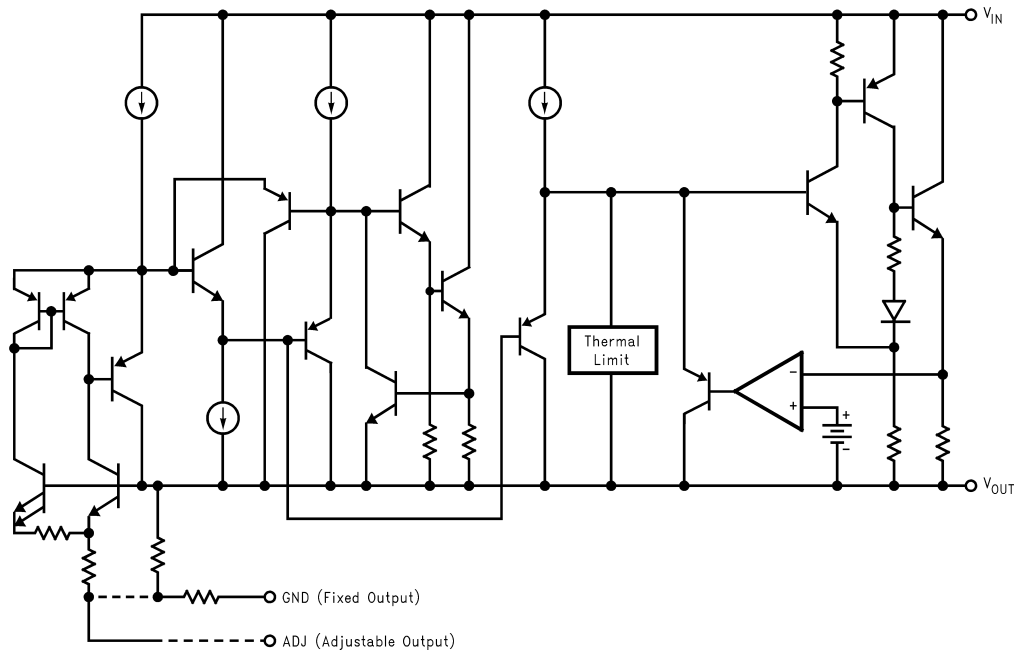 VIN
Thermal
Limit
−
+
+
−
VOUT
GND (Fixed Output)
ADJ (Adjustable Output)